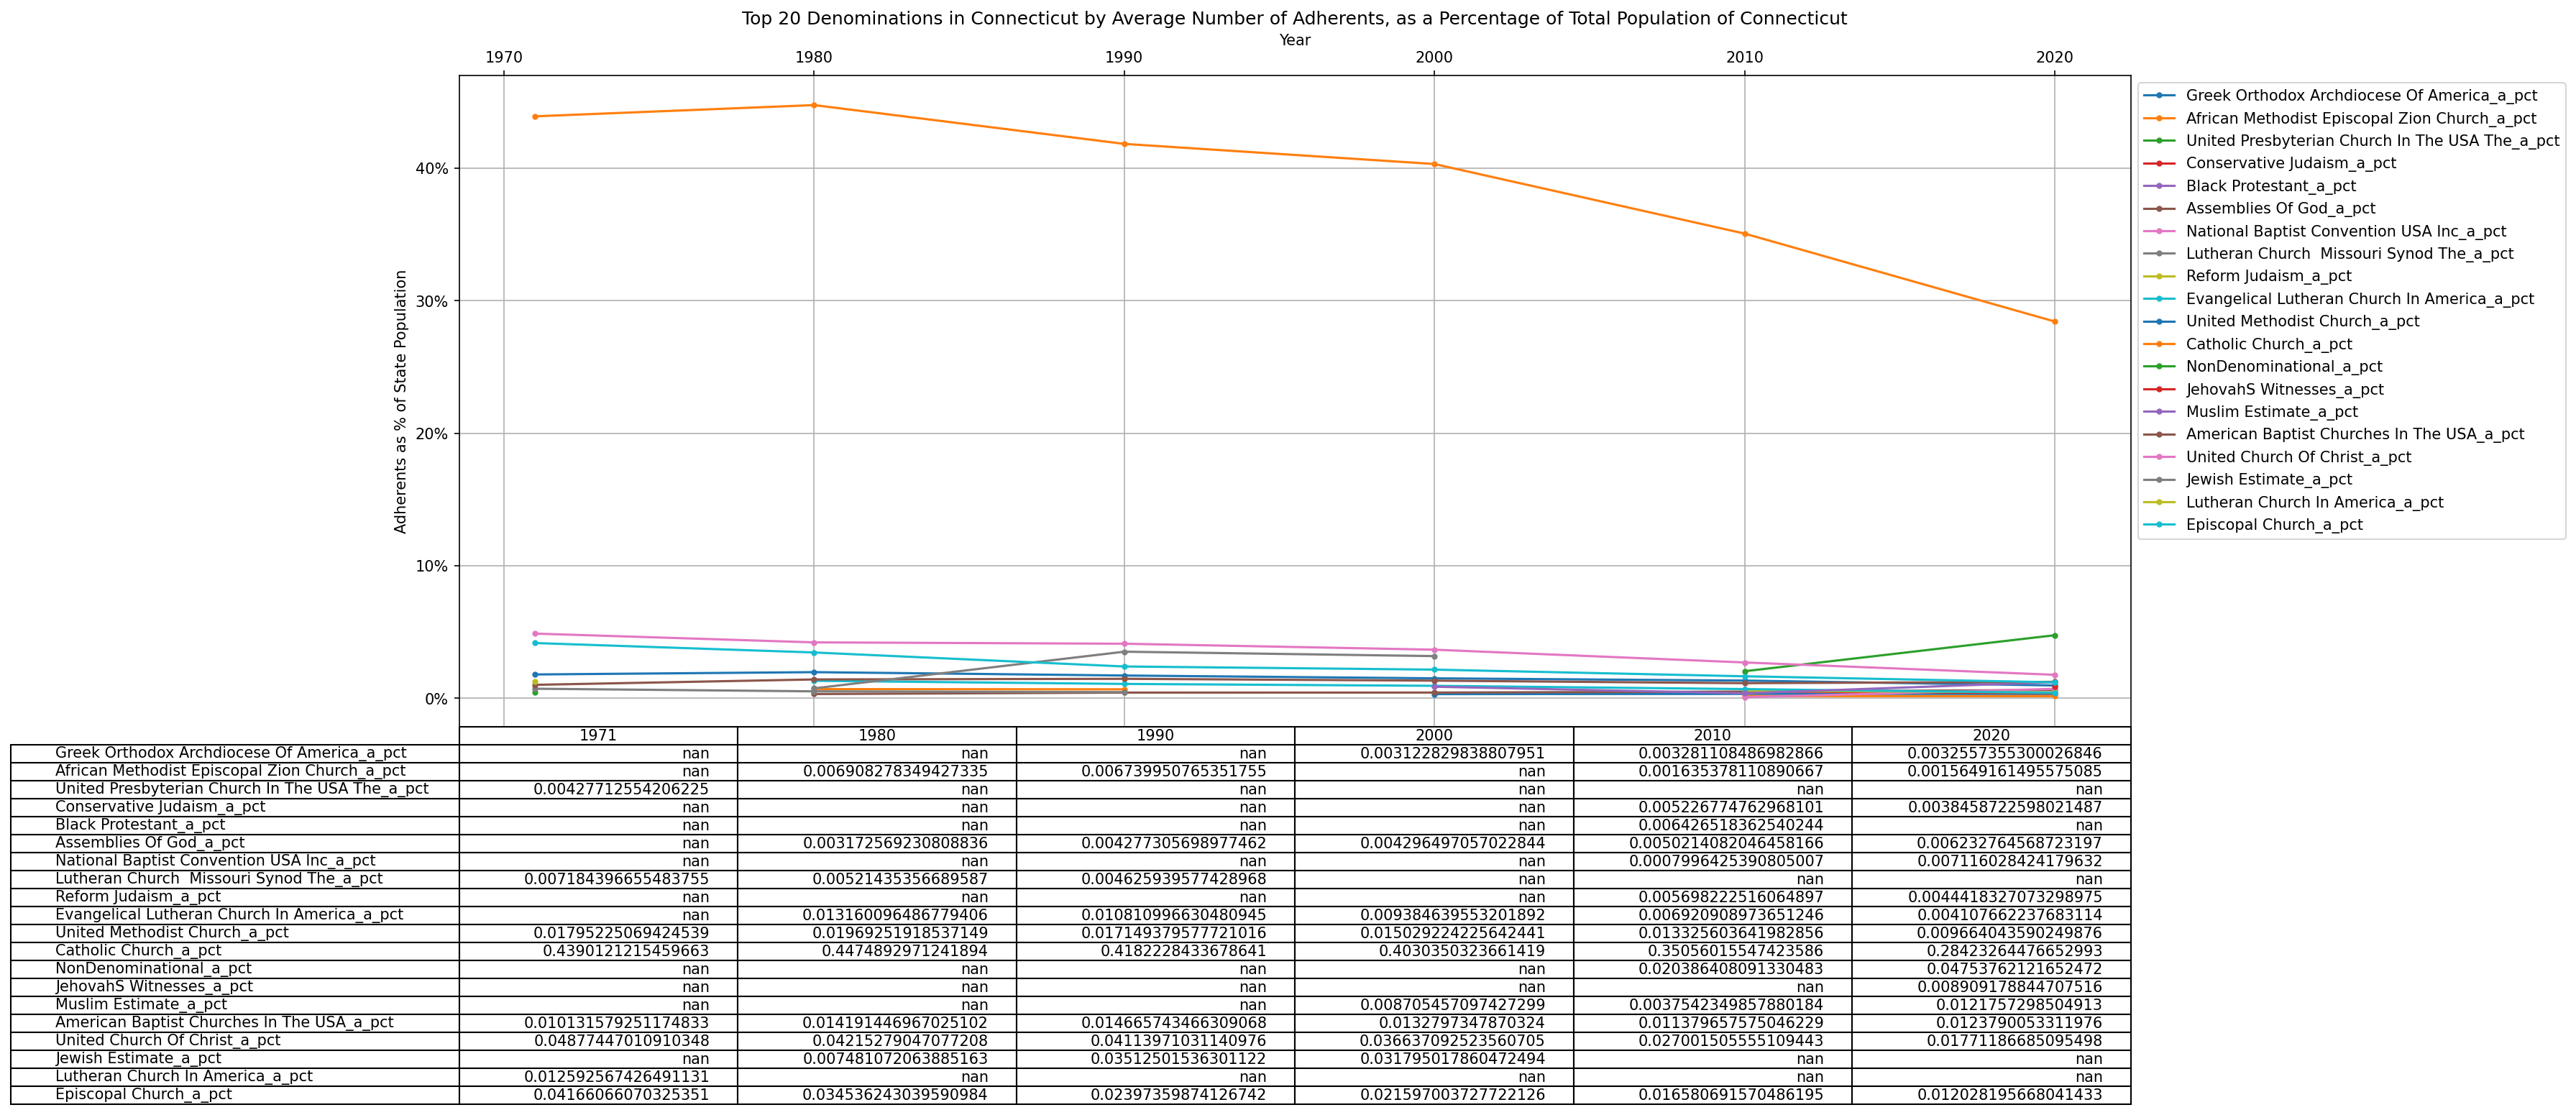 Top 20 Denominations in Connecticut by Average Number of Adherents, as a Percentage of Total Population of Connecticut
Year
1970 1980 1990 2000 2010 2020
Adherents as % of State Population
40%
30%
20%
10%
0%
Greek Orthodox Archdiocese Of America_a_pct
African Methodist Episcopal Zion Church_a_pct
United Presbyterian Church In The USA The_a_pct
Conservative Judaism_a_pct
Black Protestant_a_pct
Assemblies Of God_a_pct
National Baptist Convention USA Inc_a_pct
Lutheran Church  Missouri Synod The_a_pct
Reform Judaism_a_pct
Evangelical Lutheran Church In America_a_pct
United Methodist Church_a_pct
Catholic Church_a_pct
NonDenominational_a_pct
JehovahS Witnesses_a_pct
Muslim Estimate_a_pct
American Baptist Churches In The USA_a_pct
United Church Of Christ_a_pct
Jewish Estimate_a_pct
Lutheran Church In America_a_pct
Episcopal Church_a_pct
1971 1980 1990 2000 2010 2020
Greek Orthodox Archdiocese Of America_a_pct nan nan nan 0.003122829838807951 0.003281108486982866 0.0032557355300026846
African Methodist Episcopal Zion Church_a_pct nan 0.006908278349427335 0.006739950765351755 nan 0.001635378110890667 0.0015649161495575085
United Presbyterian Church In The USA The_a_pct 0.00427712554206225 nan nan nan nan nan
Conservative Judaism_a_pct nan nan nan nan 0.005226774762968101 0.0038458722598021487
Black Protestant_a_pct nan nan nan nan 0.006426518362540244 nan
Assemblies Of God_a_pct nan 0.003172569230808836 0.004277305698977462 0.004296497057022844 0.0050214082046458166 0.006232764568723197
National Baptist Convention USA Inc_a_pct nan nan nan nan 0.0007996425390805007 0.007116028424179632
Lutheran Church  Missouri Synod The_a_pct 0.007184396655483755 0.00521435356689587 0.004625939577428968 nan nan nan
Reform Judaism_a_pct nan nan nan nan 0.005698222516064897 0.0044418327073298975
Evangelical Lutheran Church In America_a_pct nan 0.013160096486779406 0.010810996630480945 0.009384639553201892 0.006920908973651246 0.004107662237683114
United Methodist Church_a_pct 0.01795225069424539 0.01969251918537149 0.017149379577721016 0.015029224225642441 0.013325603641982856 0.009664043590249876
Catholic Church_a_pct 0.4390121215459663 0.4474892971241894 0.4182228433678641 0.4030350323661419 0.35056015547423586 0.28423264476652993
NonDenominational_a_pct nan nan nan nan 0.020386408091330483 0.04753762121652472
JehovahS Witnesses_a_pct nan nan nan nan nan 0.008909178844707516
Muslim Estimate_a_pct nan nan nan 0.008705457097427299 0.0037542349857880184 0.0121757298504913
American Baptist Churches In The USA_a_pct 0.010131579251174833 0.014191446967025102 0.014665743466309068 0.0132797347870324 0.011379657575046229 0.0123790053311976
United Church Of Christ_a_pct 0.04877447010910348 0.04215279047077208 0.04113971031140976 0.036637092523560705 0.027001505555109443 0.01771186685095498
Jewish Estimate_a_pct nan 0.007481072063885163 0.03512501536301122 0.031795017860472494 nan nan
Lutheran Church In America_a_pct 0.012592567426491131 nan nan nan nan nan
Episcopal Church_a_pct 0.04166066070325351 0.034536243039590984 0.02397359874126742 0.021597003727722126 0.016580691570486195 0.012028195668041433